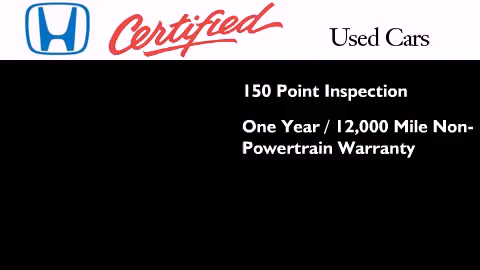 Certified Used Cars
150 Point Inspection
One Year / 12,000 Mile Non-
Powertrain Warranty